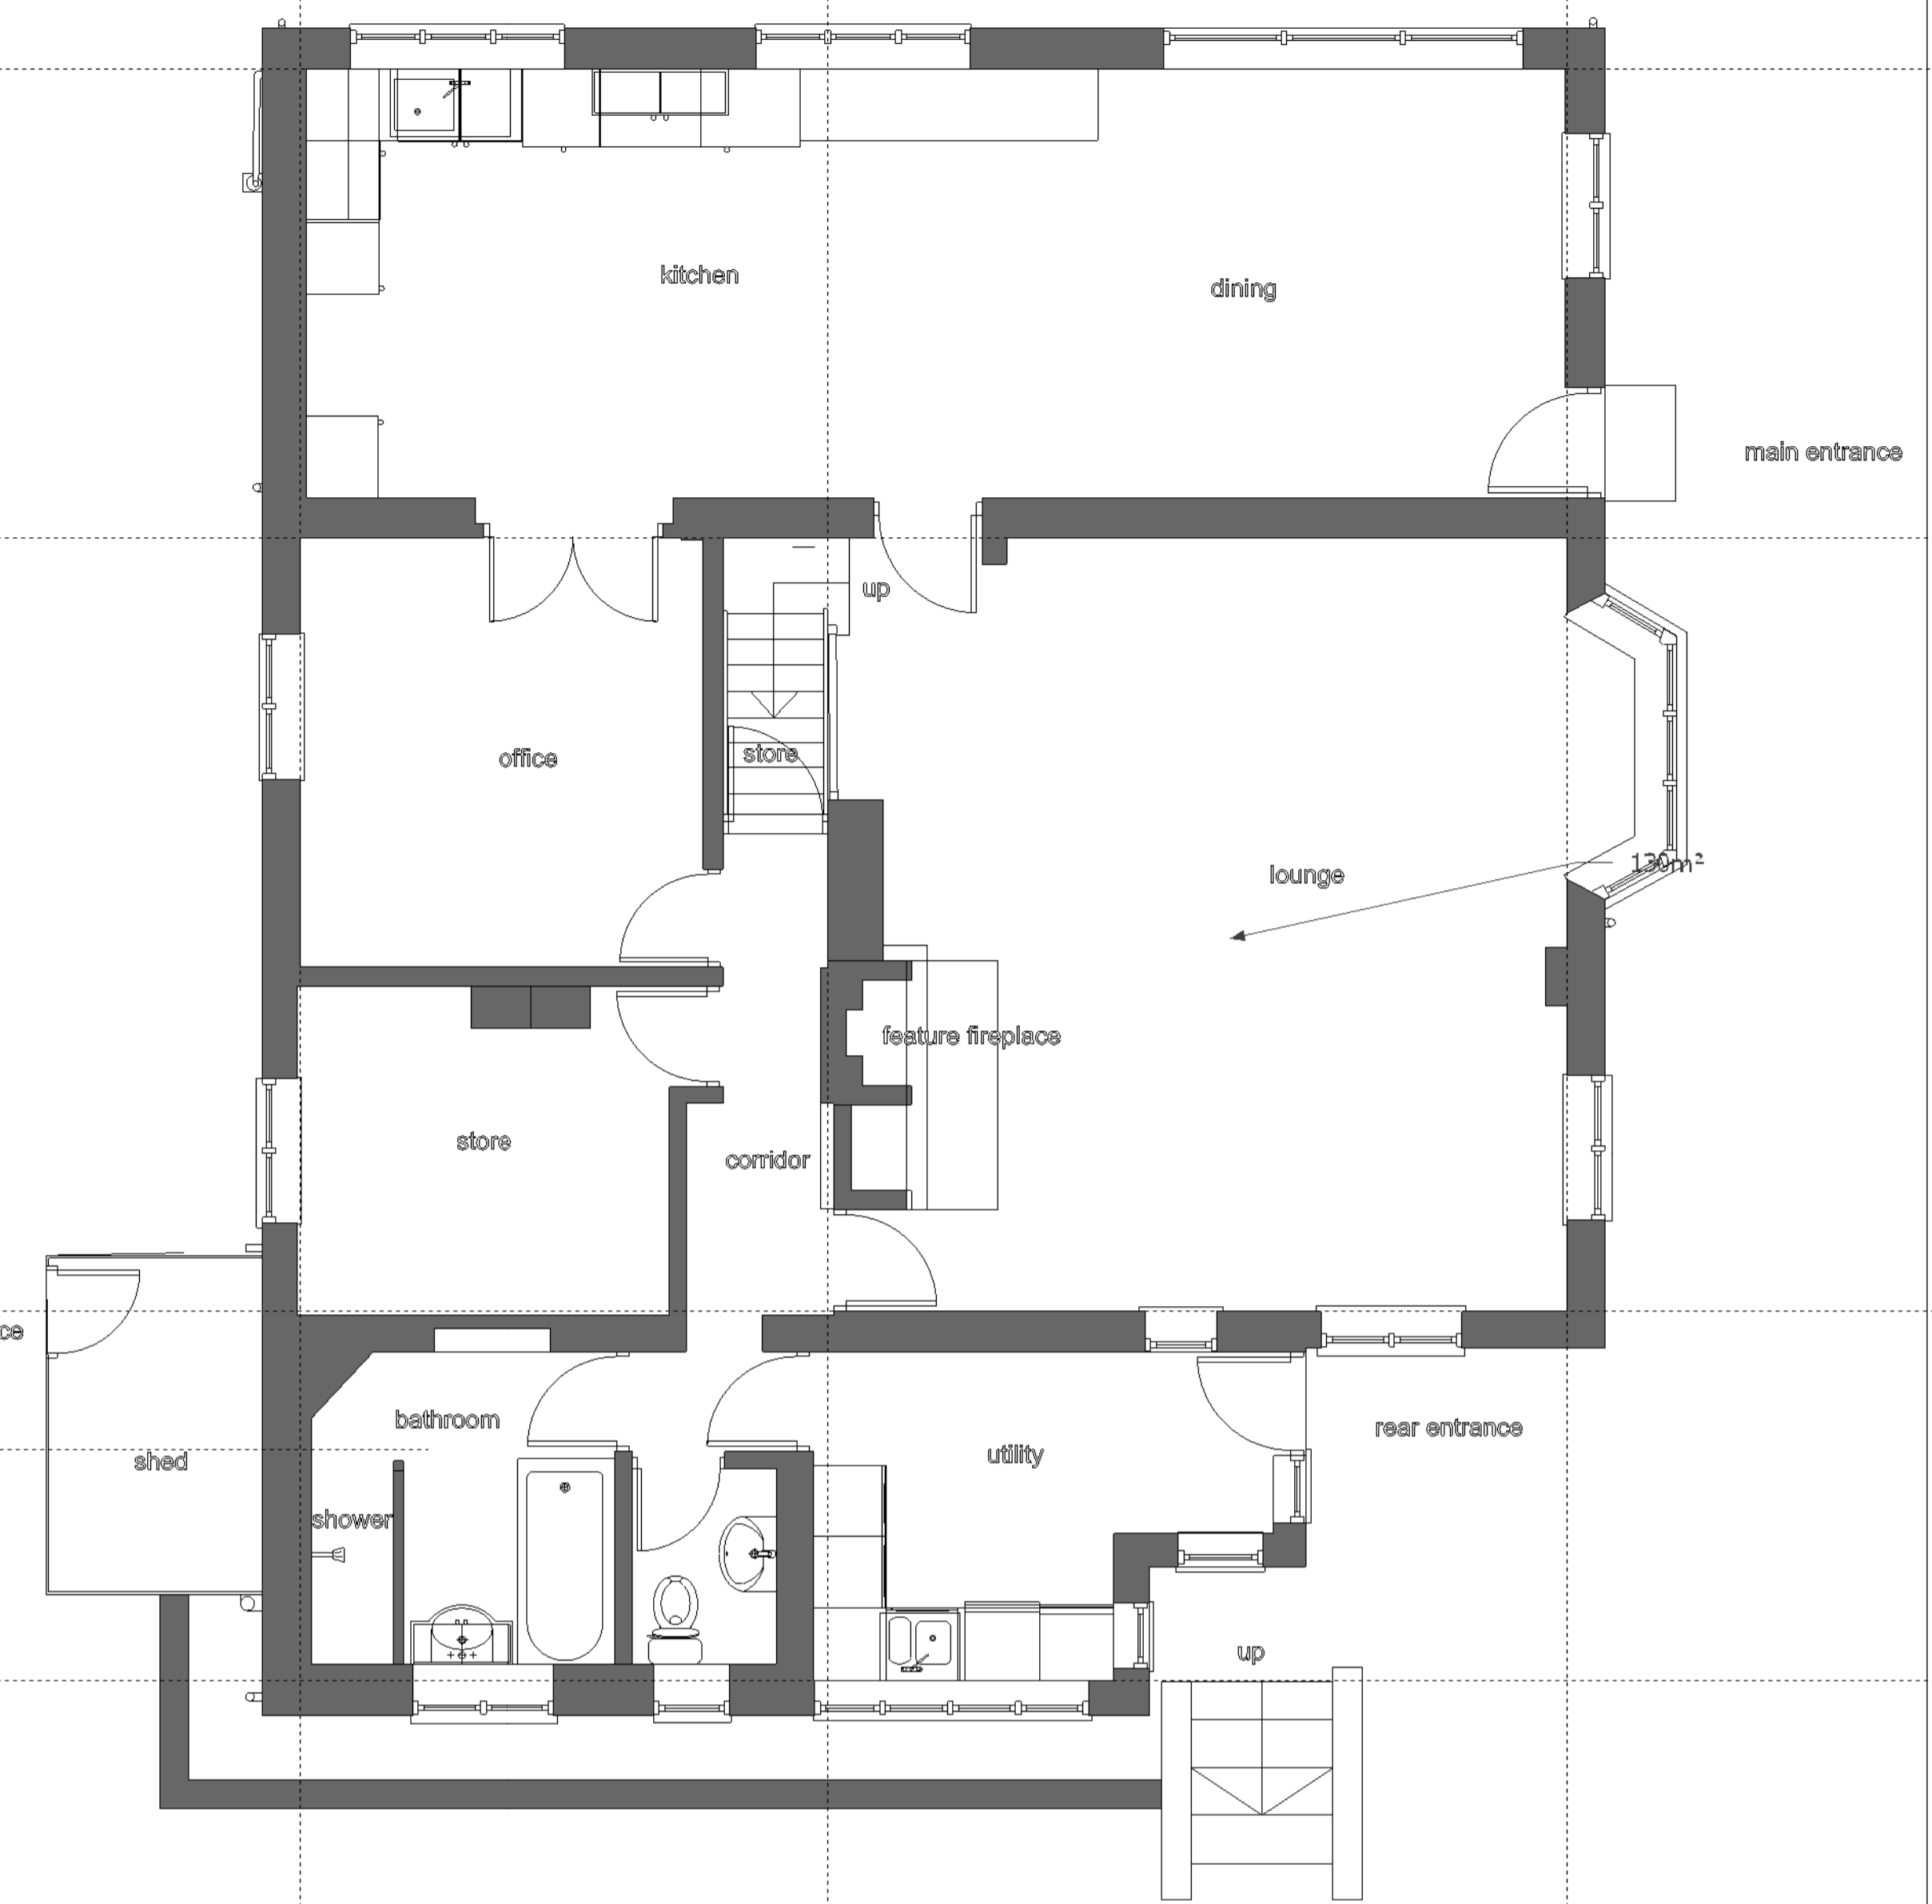 kitchen
dining
main entrance
up
office
store
lounge
130m²
feature fireplace
store
corridor
ce
bathroom
rear entrance
utility
shed
shower
up